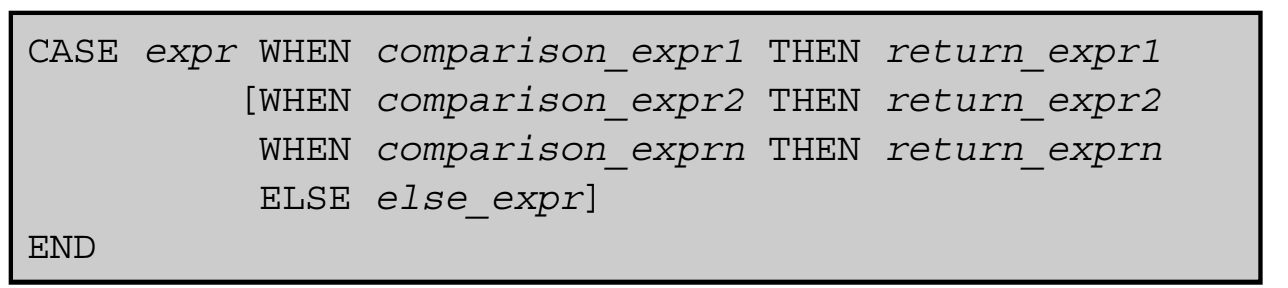 CASE expr WHEN comparison_expr1 THEN return_expr1
[WHEN comparison_expr2 THEN return_expr2
WHEN comparison_exprn THEN return_exprn
ELSE else_expr]
END